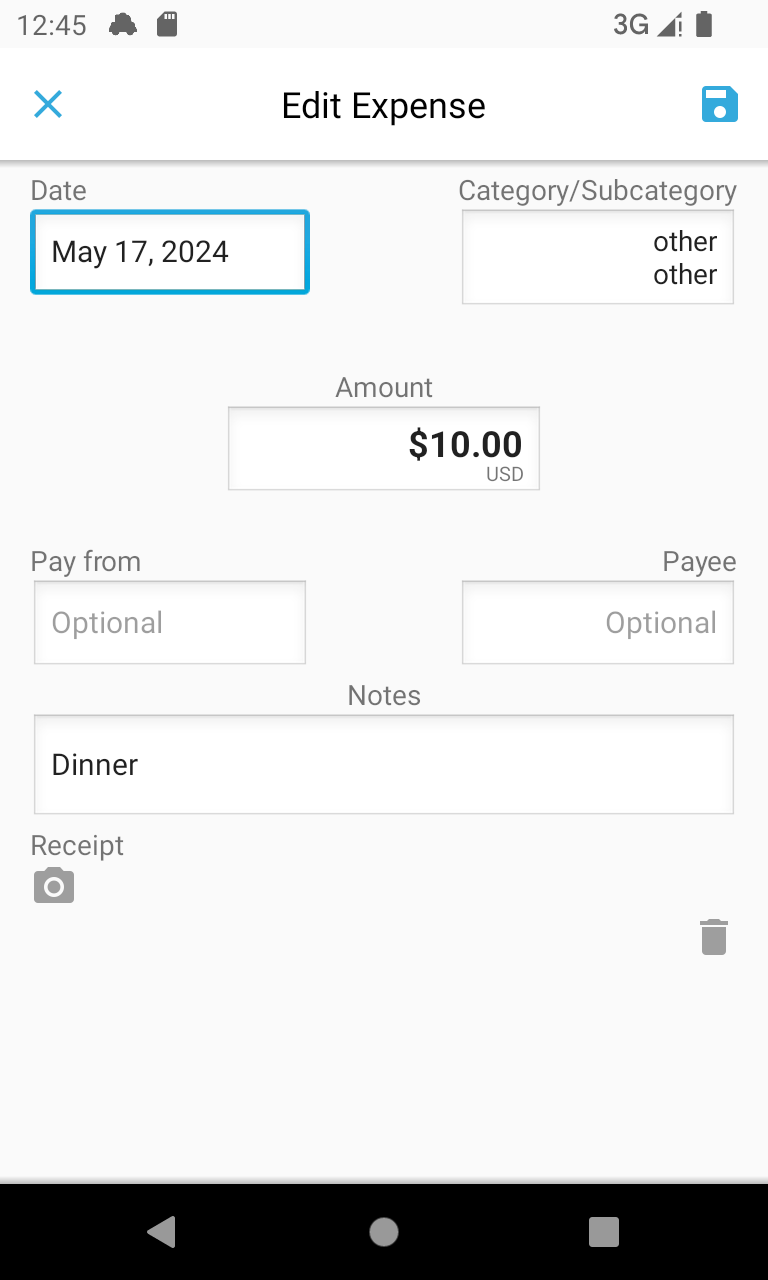 12:45
3G
Edit Expense
Date
Category/Subcategory
May 17, 2024
other
other
Amount
$10.00
USD
Pay from
Payee
Optional
Optional
Notes
Dinner
Receipt